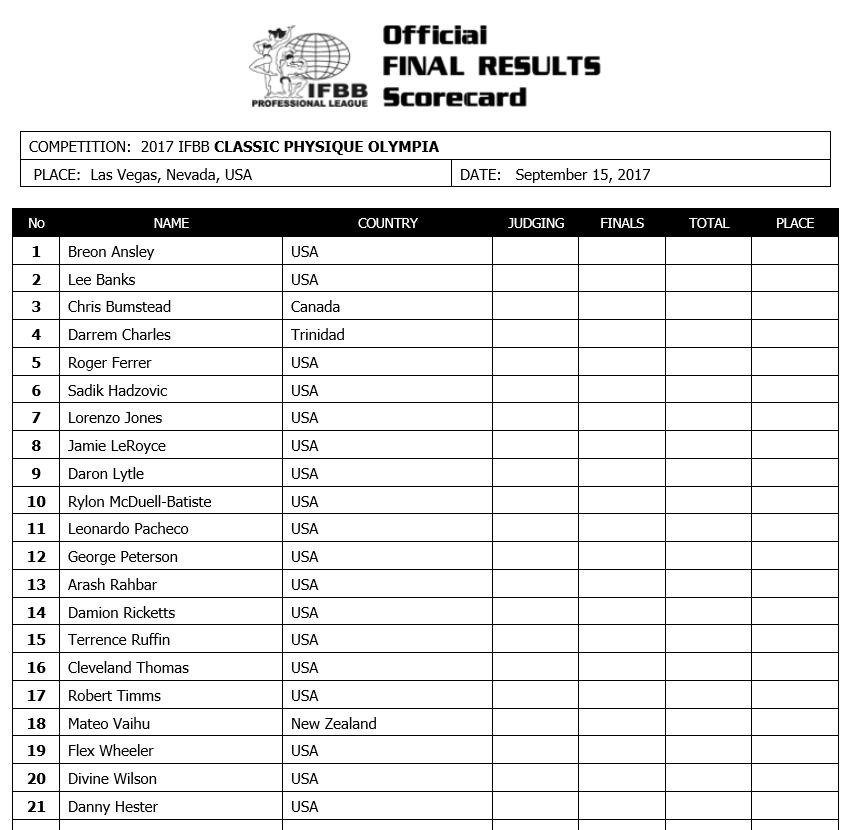 Official
FINAL RESULTS
Scorecard
IFBB
PROFESSIONAL LEAGUE
COMPETITION: 2017 IFBB CLASSIC PHYSIQUE OLYMPIA
PLACE: Las Vegas, Nevada, USA DATE: September 15, 2017
No NAME COUNTRY JUDGING FINALS TOTAL PLACE
1 Breon Ansley USA
2 Lee Banks USA
3 Chris Bumstead Canada
4 Darrem Charles Trinidad
5 Roger Ferrer USA
6 Sadik Hadzovic USA
7 Lorenzo Jones USA
8 Jamie LeRoyce USA
9 Daron Lytle USA
10 Rylon McDuell-Batiste USA
11 Leonardo Pacheco USA
12 George Peterson USA
13 Arash Rahbar USA
14 Damion Ricketts USA
15 Terrence Ruffin USA
16 Cleveland Thomas USA
17 Robert Timms USA
18 Mateo Vaihu New Zealand
19 Flex Wheeler USA
20 Divine Wilson USA
21 Danny Hester USA